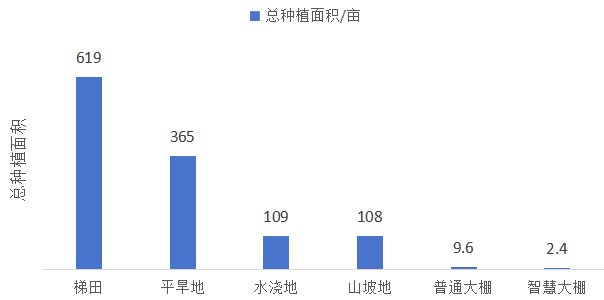 总种植面积/亩
总种植面积
619
365
109
108
9.6
2.4
梯田
平旱地
水浇地
山坡地
普通大棚
智慧大棚